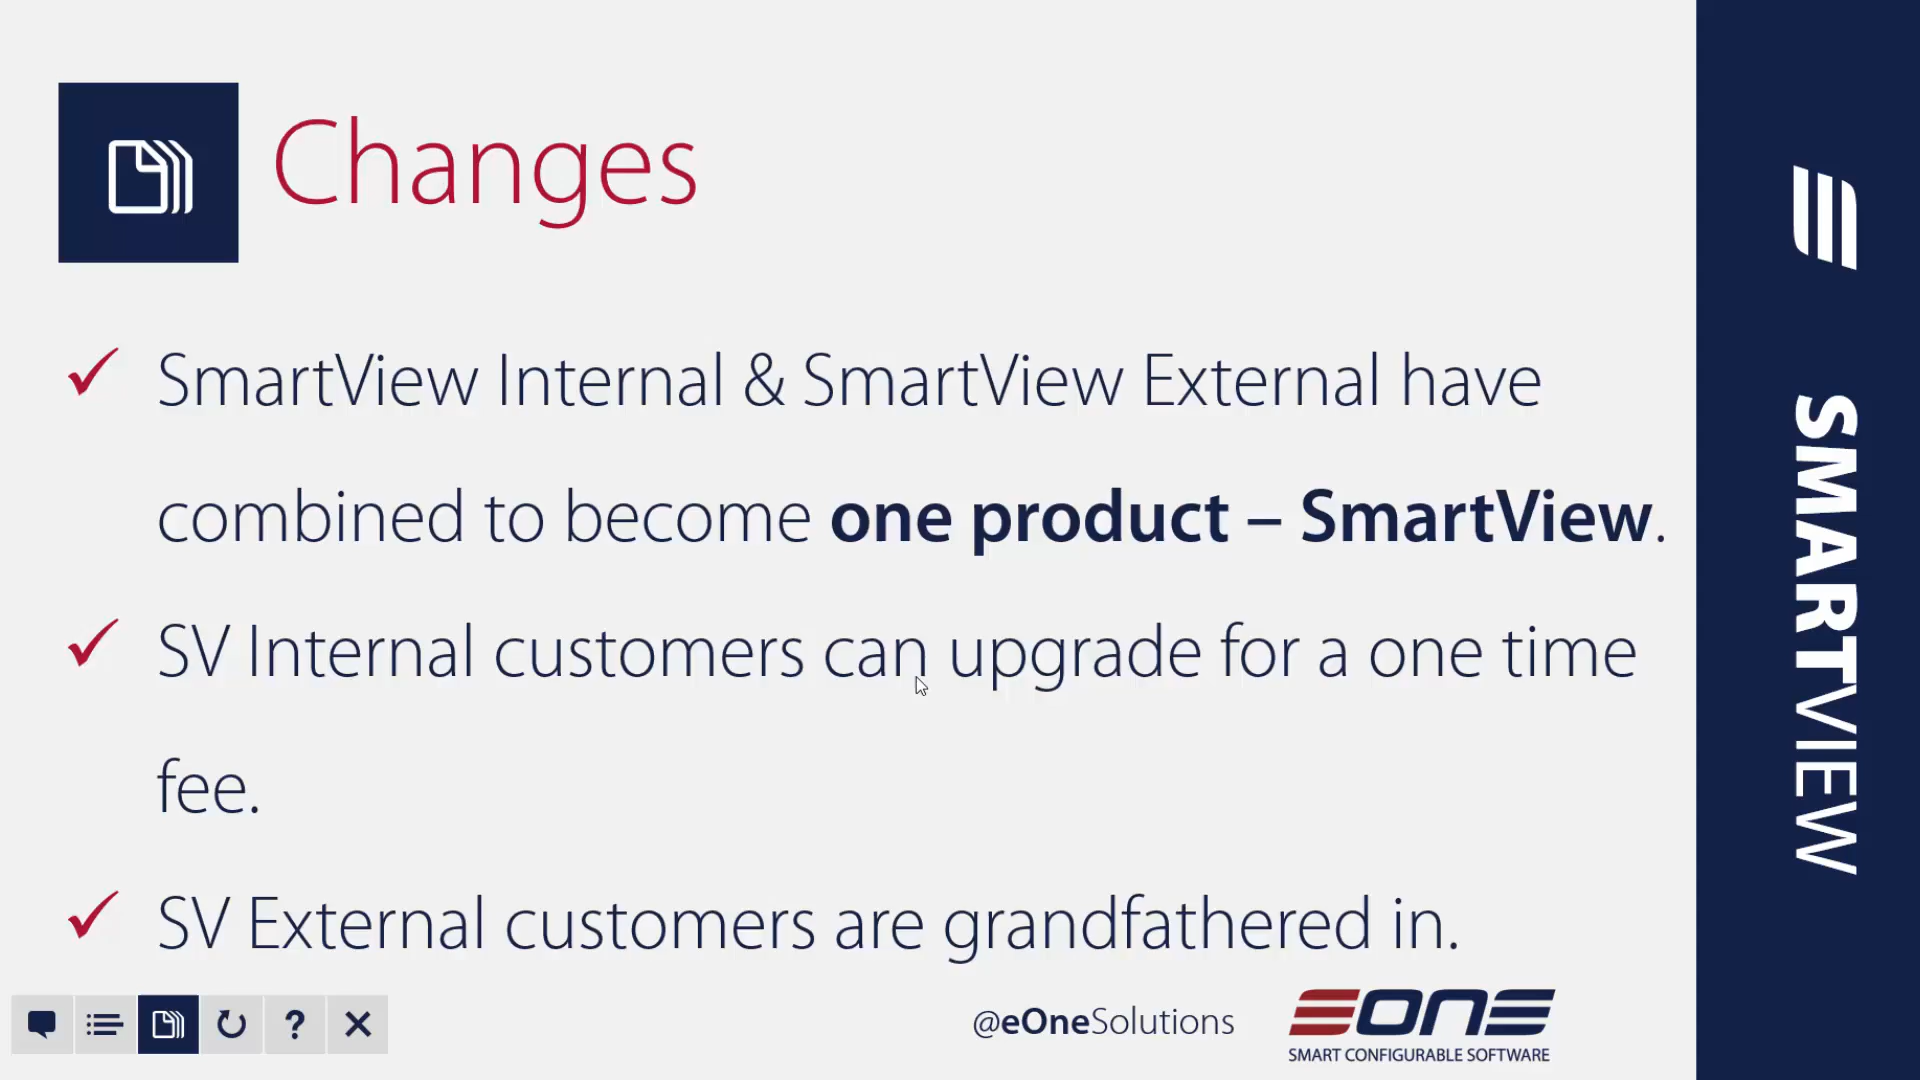 Changes
SmartView Internal & SmartView External have
combined to become one product – SmartView.
SV Internal customers can upgrade for a one time
fee.
SV External customers are grandfathered in.
?
@eOneSolutions
EONE
SMART CONFIGURABLE SOFTWARE
SMARTVIEW